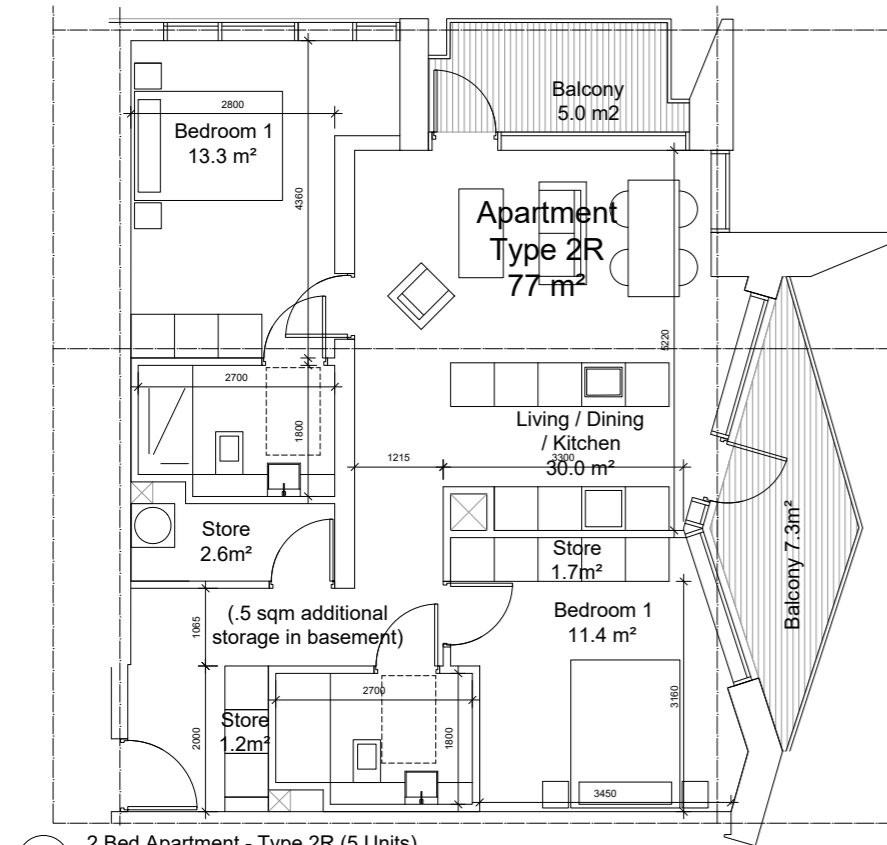 2800
Bedroom 1
13.3 m²
4360
Balcony
5.0 m2
Apartment
Type 2R
77 m²
5220
2700
1800
Living / Dining
/ Kitchen
30.0 m²
1215
3300
Store
2.6m²
Store
1.7m²
Balcony 7.3m²
1065
(.5 sqm additional
storage in basement)
Bedroom 1
11.4 m²
2700
3160
Store
1.2m²
2000
1800
3450
2 Bed Apartment - Type 2R (5 Units)